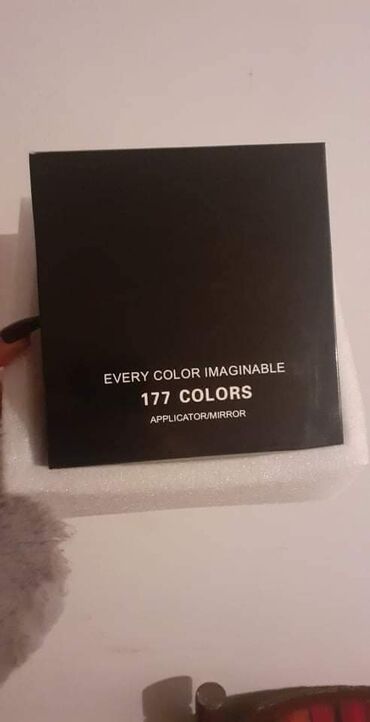 EVERY COLOR IMAGINABLE
177 COLORS
APPLICATOR/MIRROR